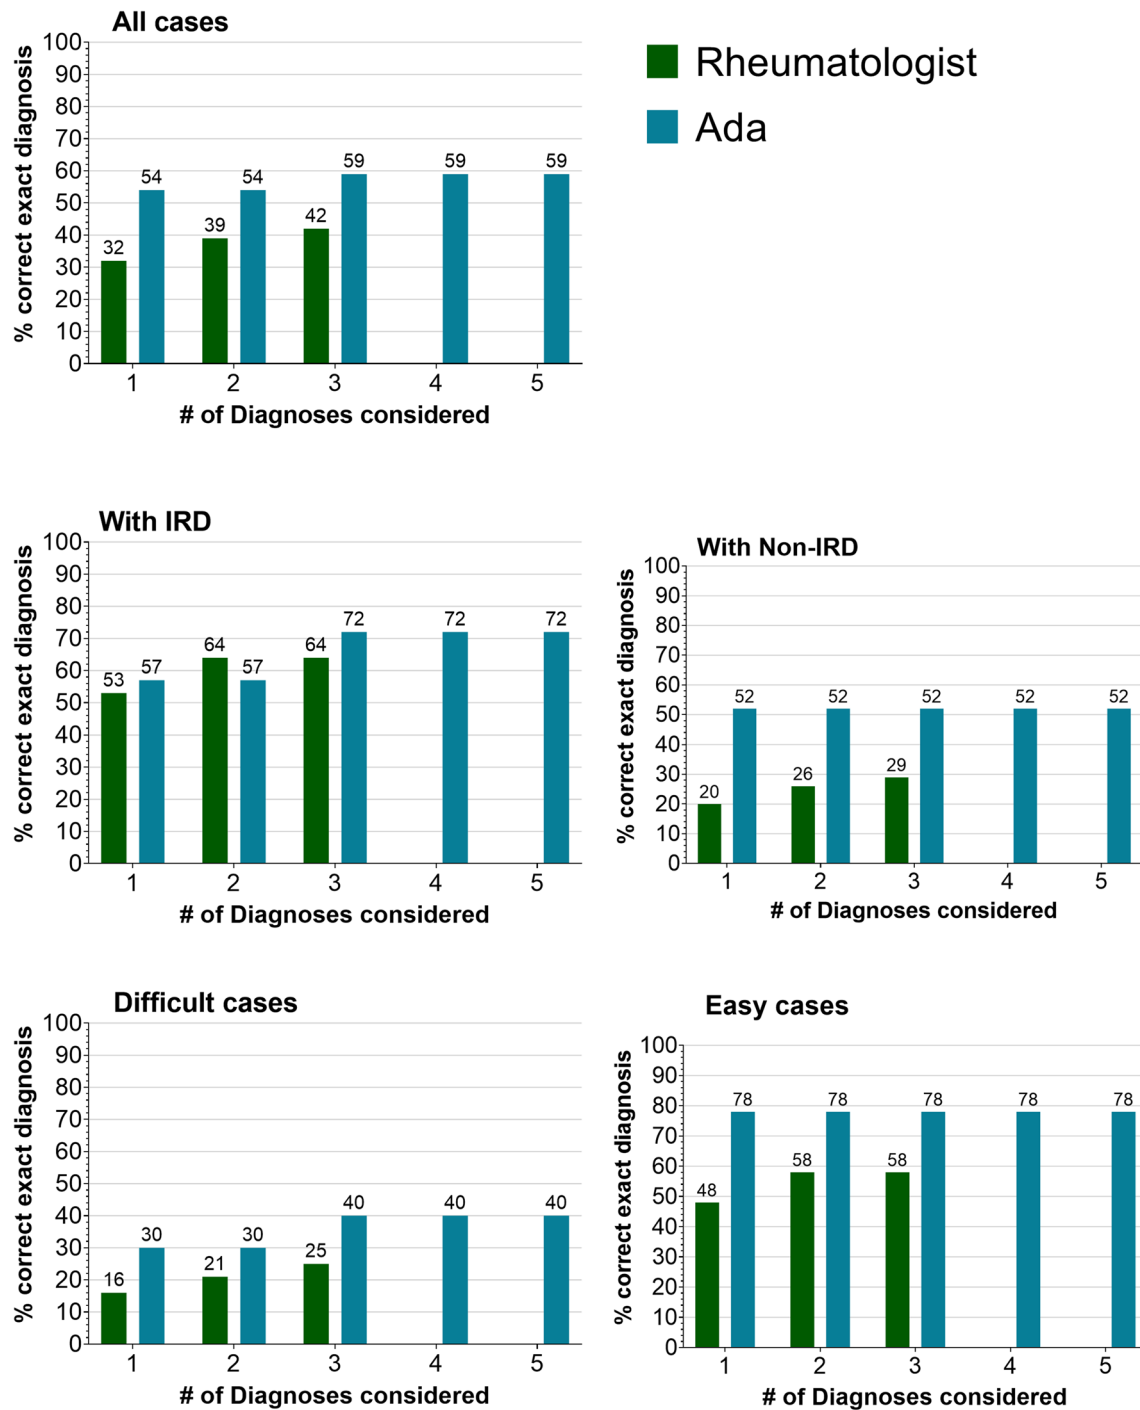 All cases
Rheumatologist
Ada
% correct exact diagnosis
100
90
80
70
60
50
40
30
20
10
0
32 54 39 54 42 59 59 59
1 2 3 4 5
# of Diagnoses considered
With IRD
% correct exact diagnosis
100
90
80
70
60
50
40
30
20
10
0
53 57 64 57 64 72 72 72
1 2 3 4 5
# of Diagnoses considered
With Non-IRD
% correct exact diagnosis
100
90
80
70
60
50
40
30
20
10
0
20 52 26 52 29 52 52 52
1 2 3 4 5
# of Diagnoses considered
Difficult cases
% correct exact diagnosis
100
90
80
70
60
50
40
30
20
10
0
16 30 21 30 25 40 40 40
1 2 3 4 5
# of Diagnoses considered
Easy cases
% correct exact diagnosis
100
90
80
70
60
50
40
30
20
10
0
48 78 58 78 58 78 78 78
1 2 3 4 5
# of Diagnoses considered